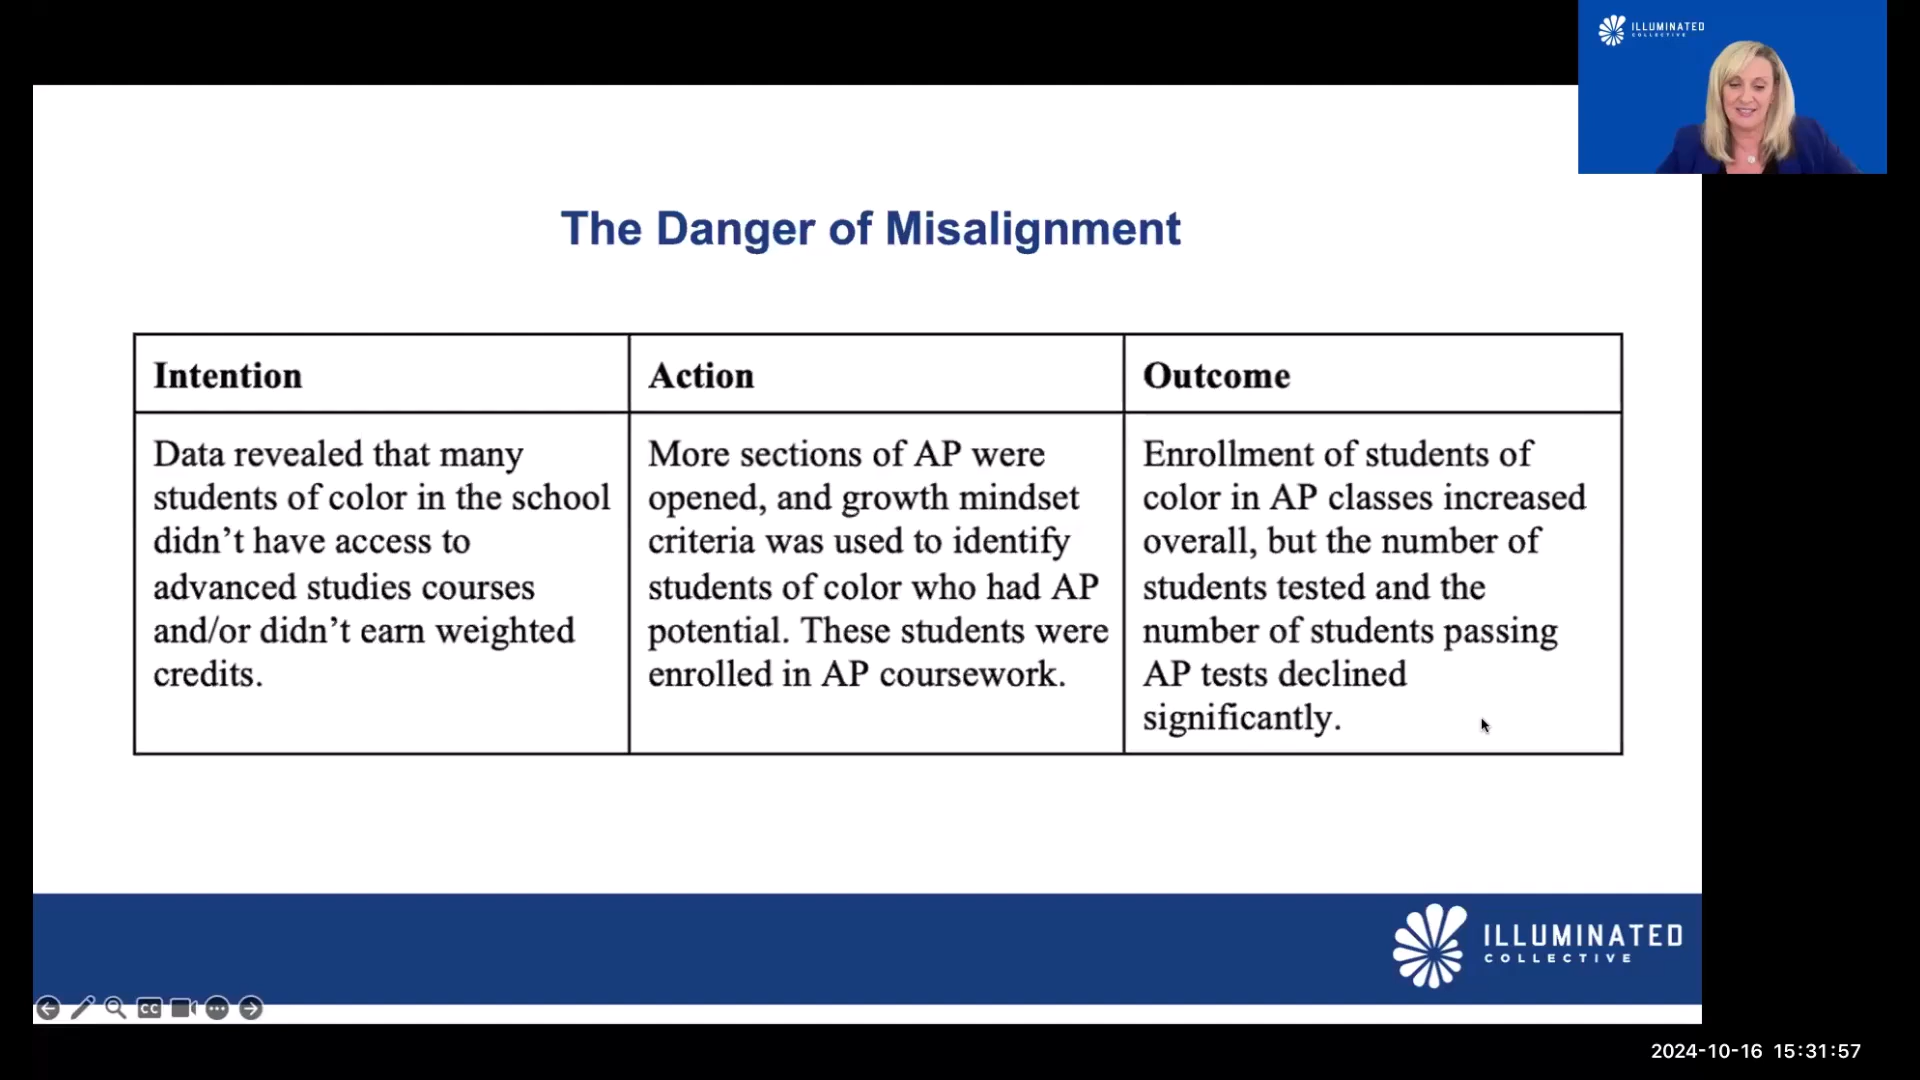 ILLUMINATED
COLLECTIVE
The Danger of Misalignment
Intention
Action
Outcome
Data revealed that many
students of color in the school
didn’t have access to
advanced studies courses
and/or didn’t earn weighted
credits.
More sections of AP were
opened, and growth mindset
criteria was used to identify
students of color who had AP
potential. These students were
enrolled in AP coursework.
Enrollment of students of
color in AP classes increased
overall, but the number of
students tested and the
number of students passing
AP tests declined
significantly.
ILLUMINATED
COLLECTIVE
CC
2024-10-16 15:31:57